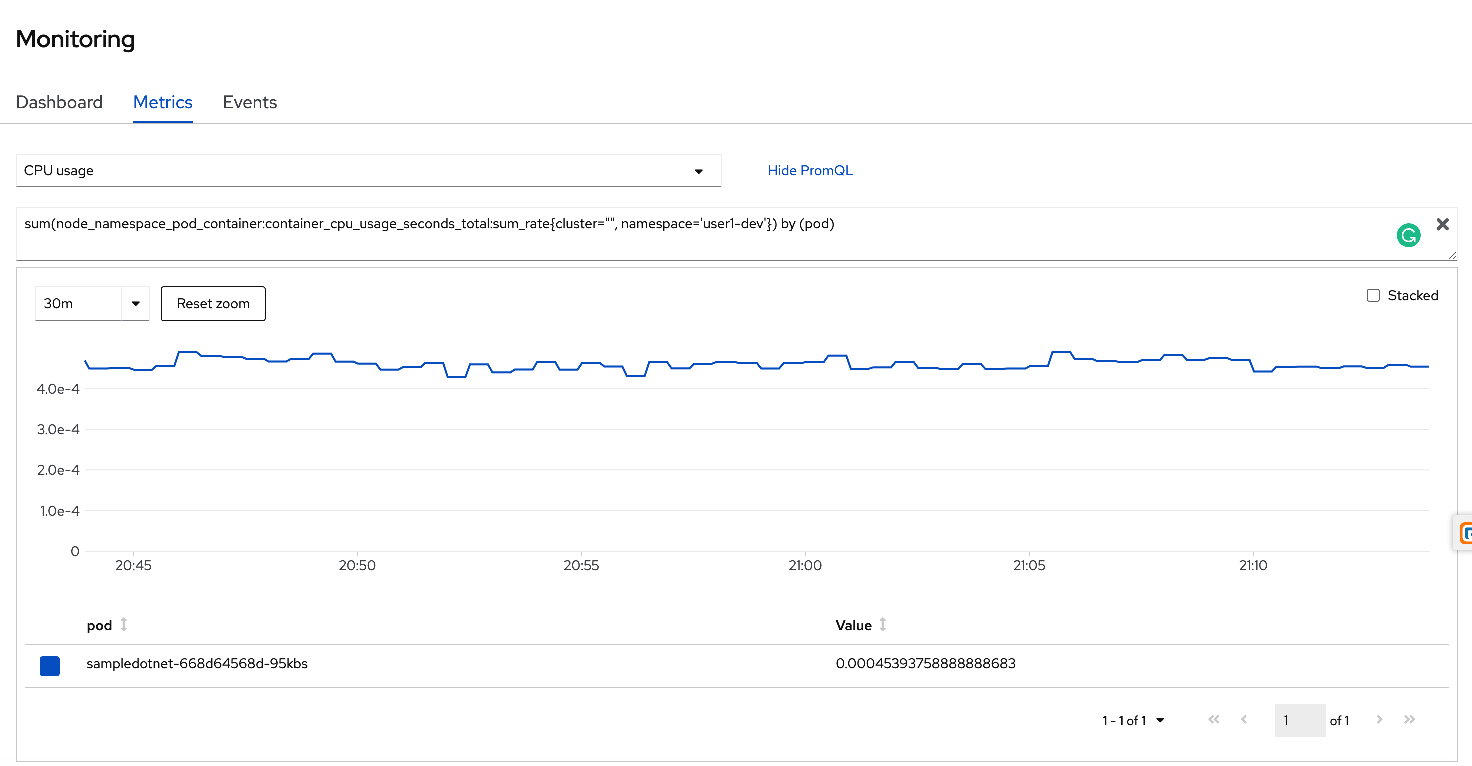 Monitoring
Dashboard Metrics Events
CPU usage Hide PromQL
sum(node_namespace_pod_container:container_cpu_usage_seconds_total:sum_rate{cluster="", namespace='user1-dev'}) by (pod)
30m Reset zoom Stacked
4.0e-4
3.0e-4
2.0e-4
1.0e-4
0
20:45 20:50 20:55 21:00 21:05 21:10
pod Value
sampledotnet-668d64568d-95kbs 0.00045393758888888683
1 - 1 of 1 1 of 1